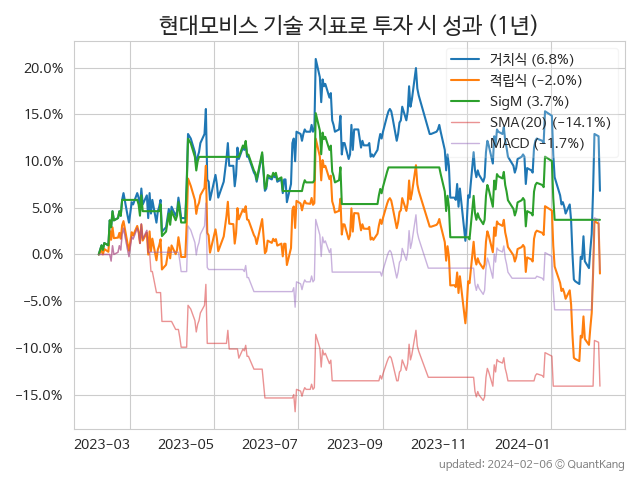 현대모비스 기술 지표로 투자 시 성과 (1년)
거치식 (6.8%)
적립식 (−2.0%)
SigM (3.7%)
SMA(20) (−14.1%)
MACD (−1.7%)
20.0%
15.0%
10.0%
5.0%
0.0%
−5.0%
−10.0%
−15.0%
2023-03 2023-05 2023-07 2023-09 2023-11 2024-01
updated: 2024-02-06 © QuantKang